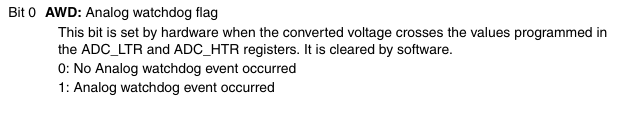 Bit 0 AWD: Analog watchdog flag
This bit is set by hardware when the converted voltage crosses the values programmed in
the ADC_LTR and ADC_HTR registers. It is cleared by software.
0: No Analog watchdog event occurred
1: Analog watchdog event occurred